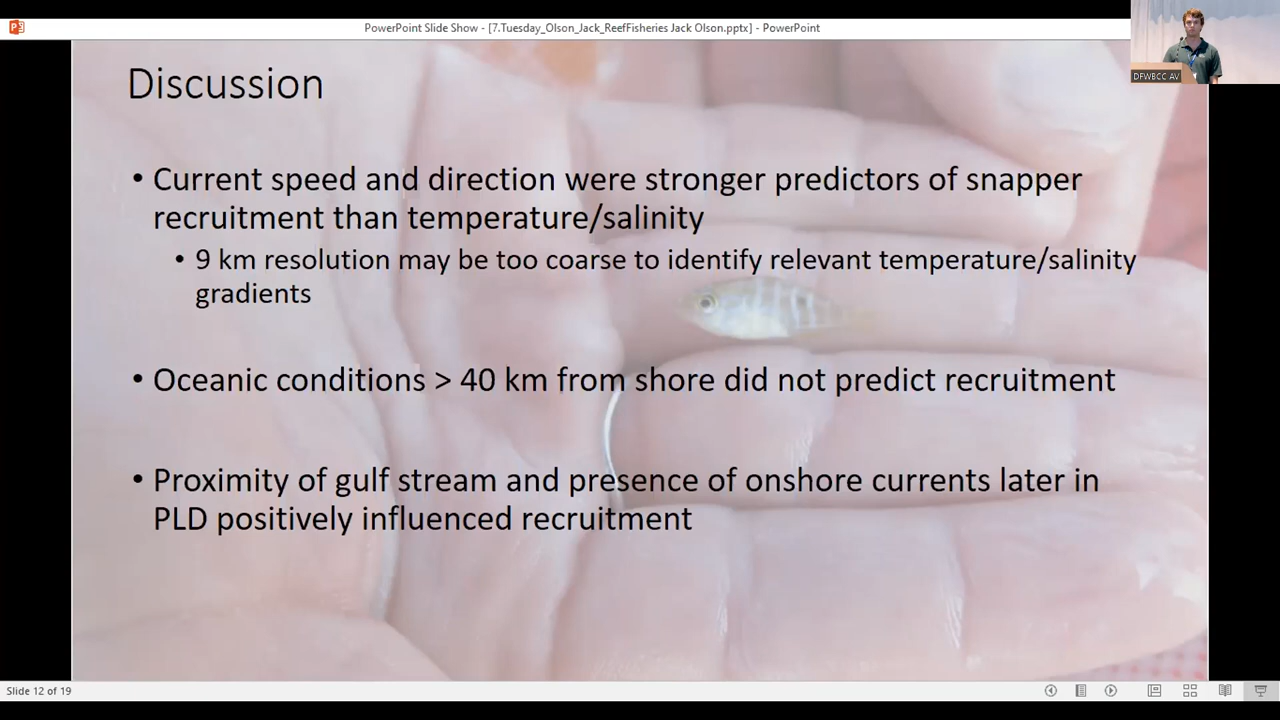 PowerPoint Slide Show - [7.Tuesday_Olson_Jack_ReefFisheries Jack Olson.pptx] - PowerPoint
DFWBCC AV
Discussion
• Current speed and direction were stronger predictors of snapper
recruitment than temperature/salinity
• 9 km resolution may be too coarse to identify relevant temperature/salinity
gradients
• Oceanic conditions > 40 km from shore did not predict recruitment
• Proximity of gulf stream and presence of onshore currents later in
PLD positively influenced recruitment
Slide 12 of 19